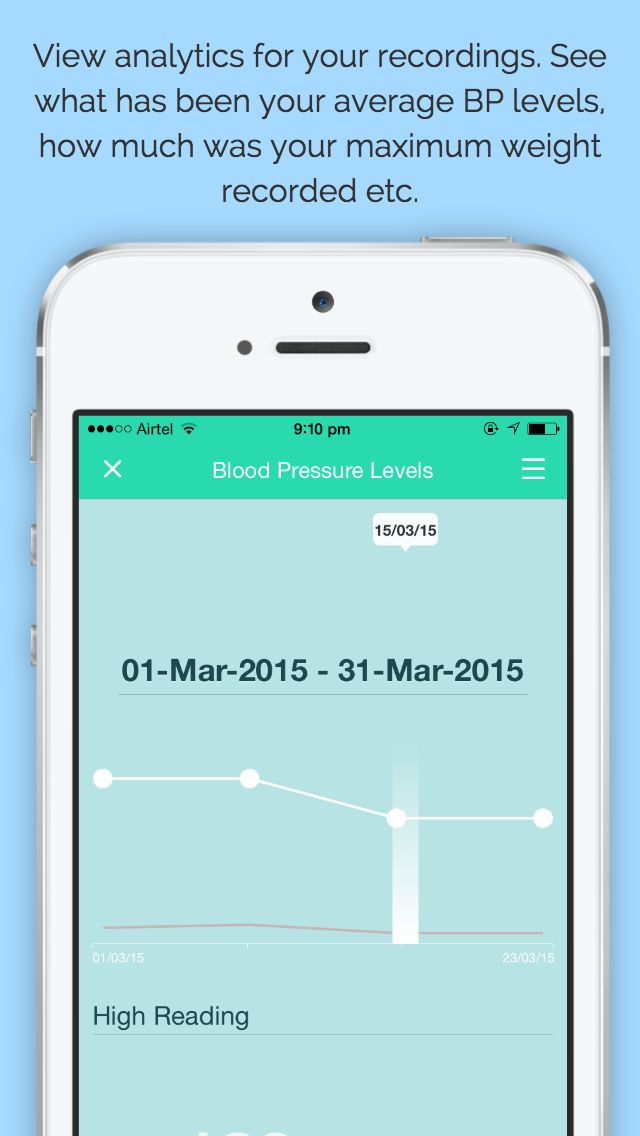 View analytics for your recordings. See
what has been your average BP levels,
how much was your maximum weight
recorded etc.
Airtel 9:10 pm
Blood Pressure Levels
15/03/15
01-Mar-2015 - 31-Mar-2015
01/03/15 23/03/15
High Reading